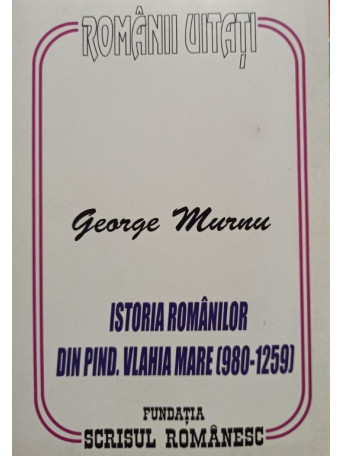 ROMÂNII UITAȚI
George Murnu
ISTORIA ROMÂNILOR
DIN PIND. VLAHIA MARE (980-1259)
FUNDAȚIA
SCRISUL ROMÂNESC